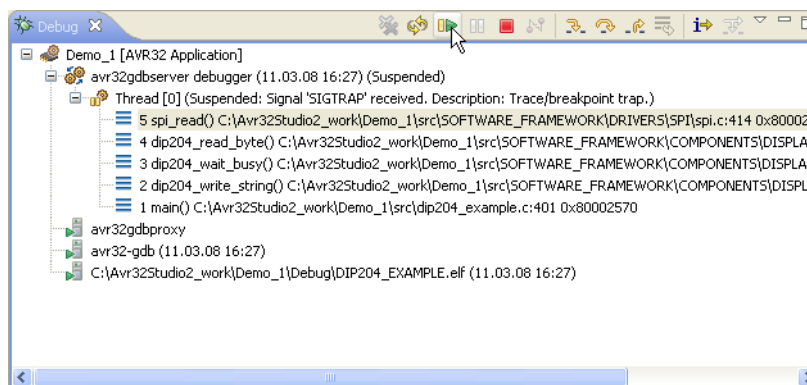 Debug
Demo_1 [AVR32 Application]
avr32gdbserver debugger (11.03.08 16:27) (Suspended)
Thread [0] (Suspended: Signal 'SIGTRAP' received. Description: Trace/breakpoint trap.)
5 spi_read() C:\Avr32Studio2_work\Demo_1\src\SOFTWARE_FRAMEWORK\DRIVERS\SPI\spi.c:414 0x80002
4 dip204_read_byte() C:\Avr32Studio2_work\Demo_1\src\SOFTWARE_FRAMEWORK\COMPONENTS\DISPLA
3 dip204_wait_busy() C:\Avr32Studio2_work\Demo_1\src\SOFTWARE_FRAMEWORK\COMPONENTS\DISPLA
2 dip204_write_string() C:\Avr32Studio2_work\Demo_1\src\SOFTWARE_FRAMEWORK\COMPONENTS\DISPL
1 main() C:\Avr32Studio2_work\Demo_1\src\dip204_example.c:401 0x80002570
avr32gdbproxy
avr32-gdb (11.03.08 16:27)
C:\Avr32Studio2_work\Demo_1\Debug\DIP204_EXAMPLE.elf (11.03.08 16:27)